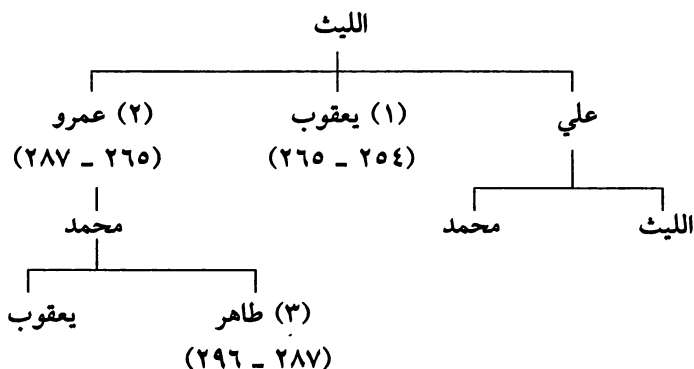 الليث
علي (١) يعقوب (٢) عمرو
(٢٥٤ _ ٢٦٥) (٢٦٥ _ ٢٨٧)
الليث محمد محمد
(٣) طاهر يعقوب
(٢٨٧ _ ٢٩٦)